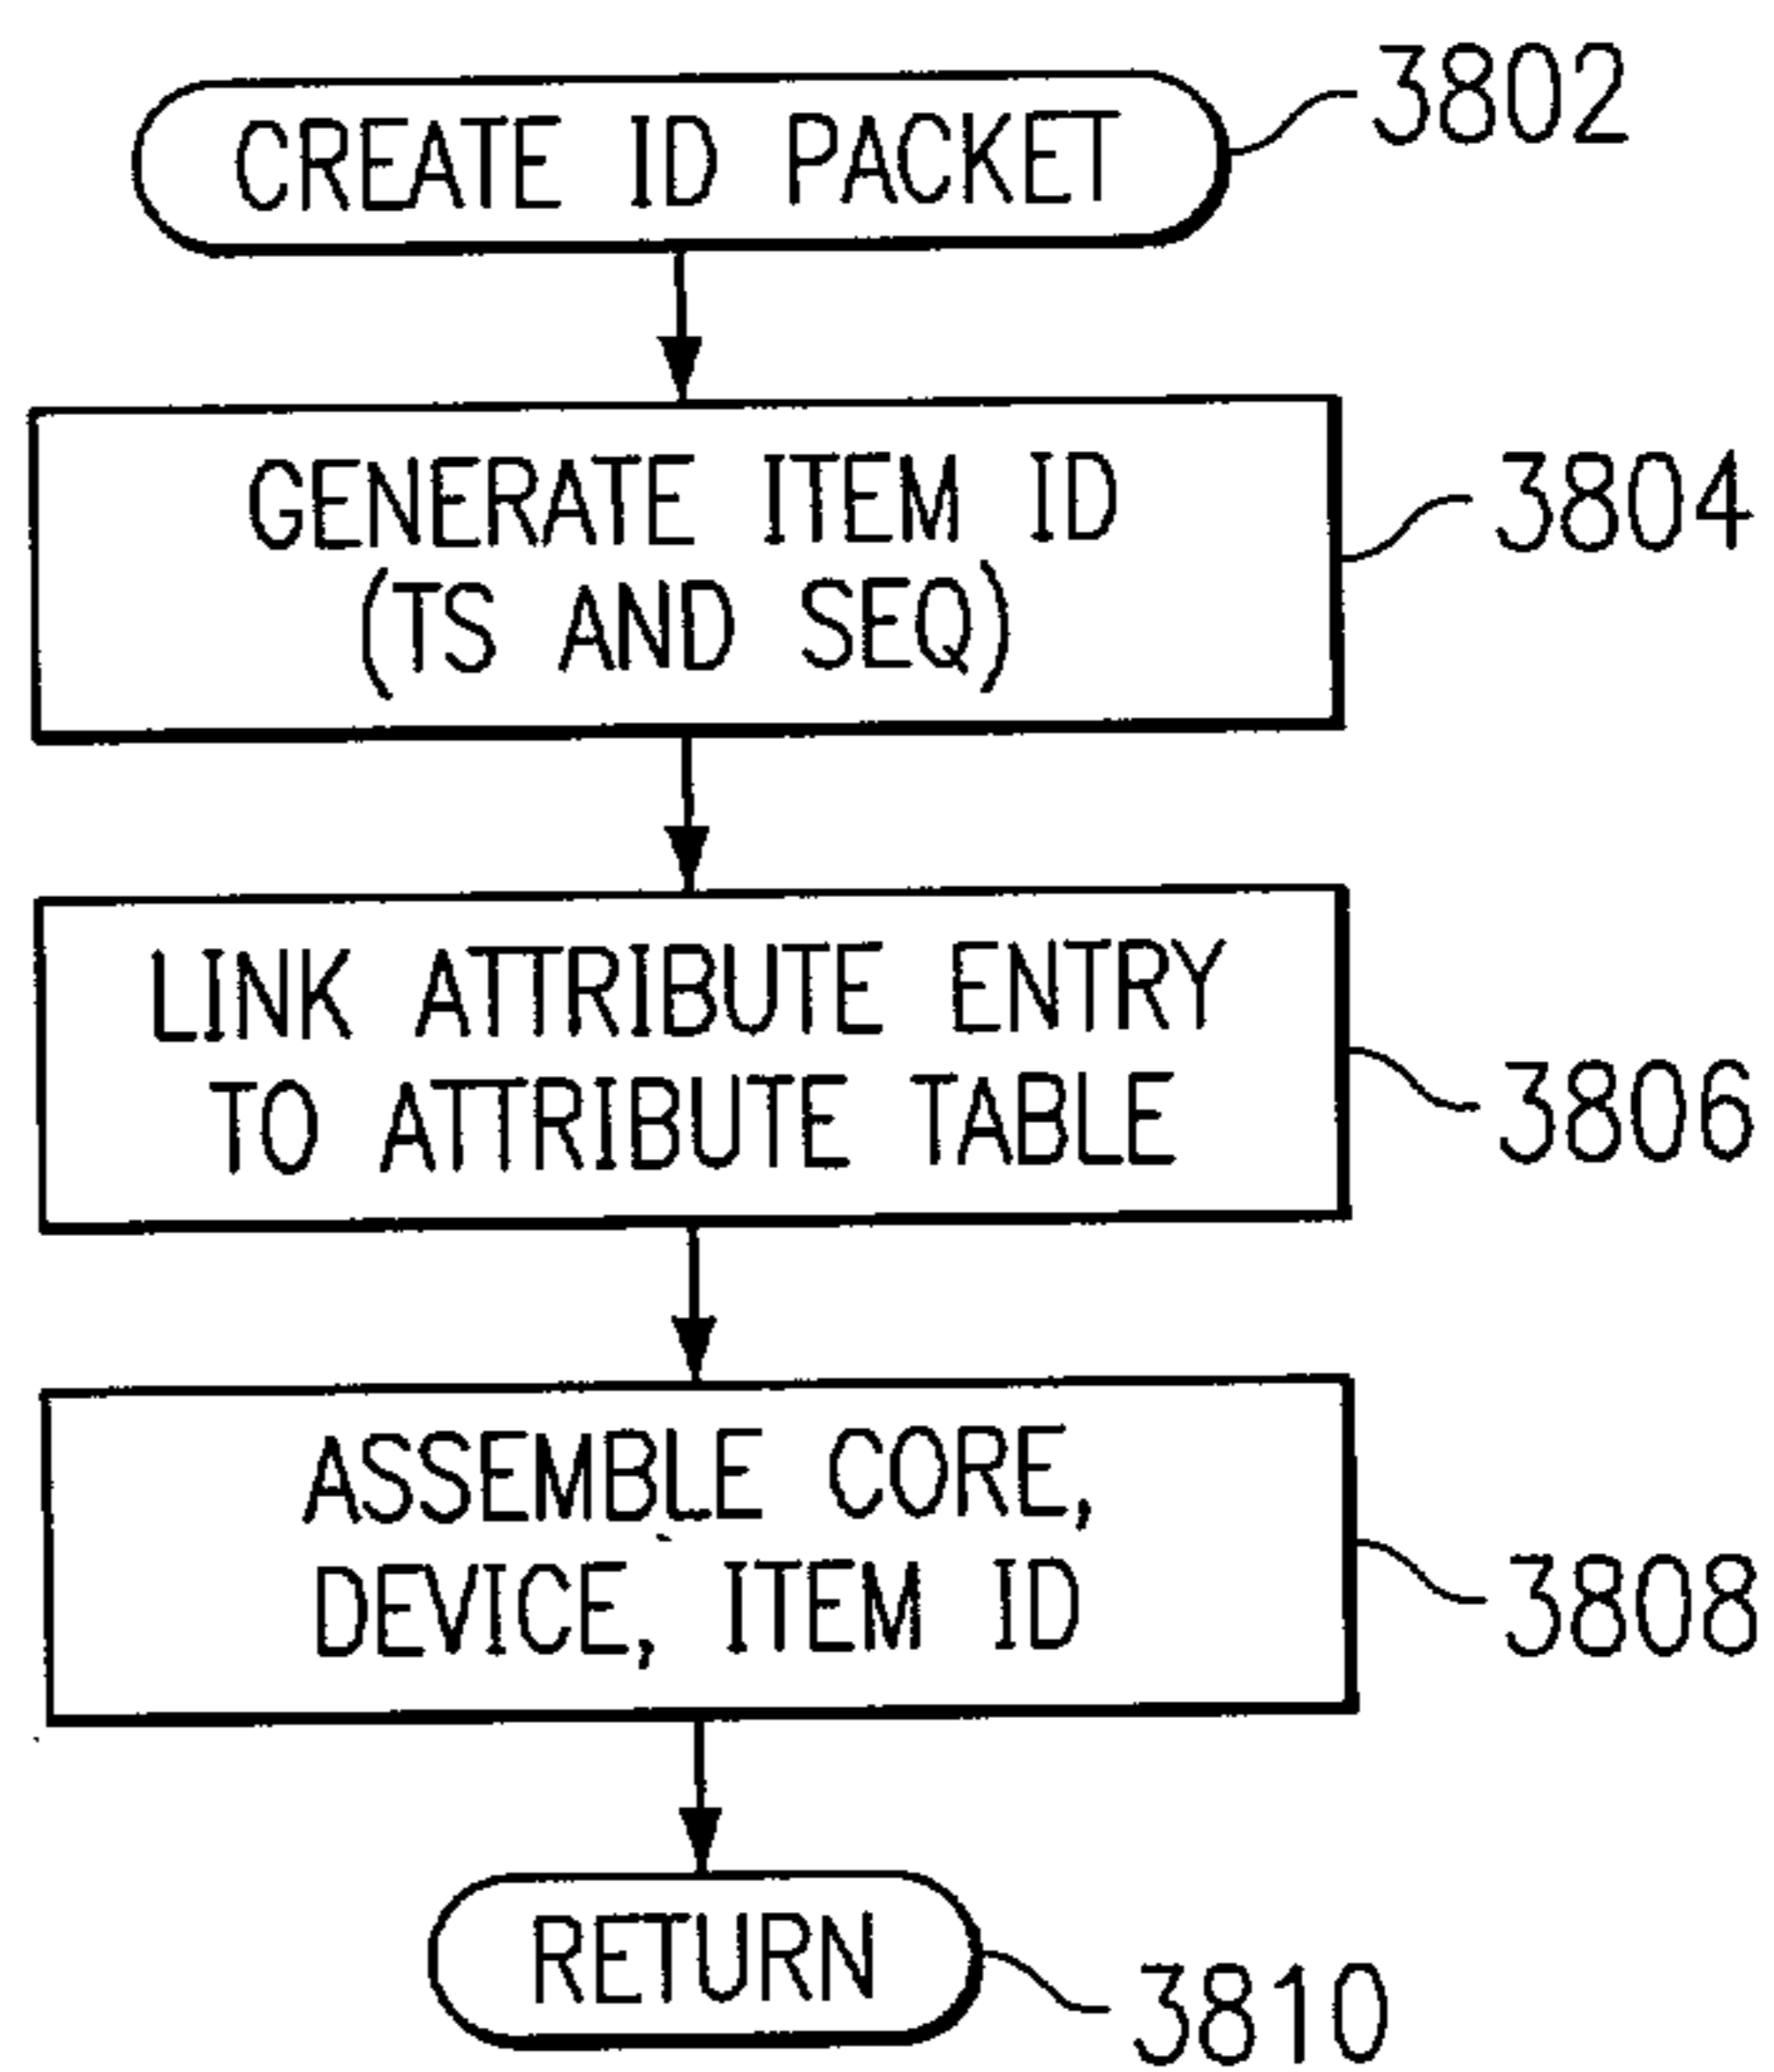 CREATE ID PACKET
3802
GENERATE ITEM ID
(TS AND SEQ)
3804
LINK ATTRIBUTE ENTRY
TO ATTRIBUTE TABLE
3806
ASSEMBLE CORE,
DEVICE, ITEM ID
3808
RETURN
3810